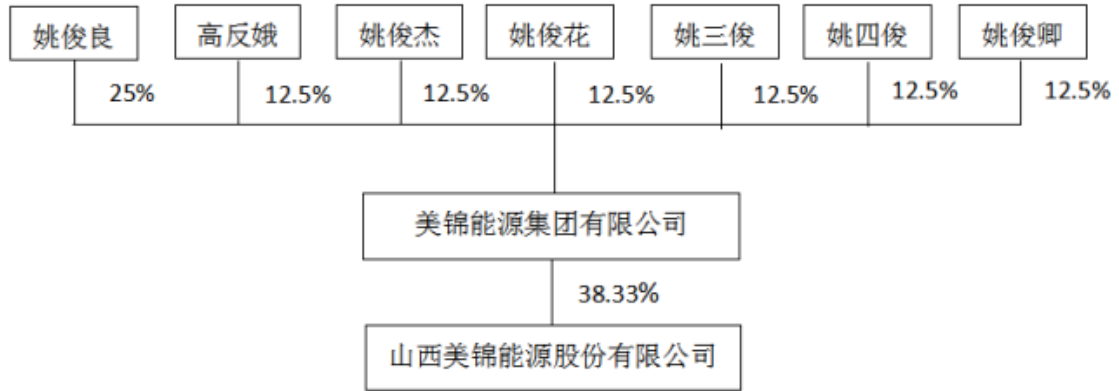 姚俊良 高反娥 姚俊杰 姚俊花 姚三俊 姚四俊 姚俊卿
25% 12.5% 12.5% 12.5% 12.5% 12.5% 12.5%
美锦能源集团有限公司
38.33%
山西美锦能源股份有限公司